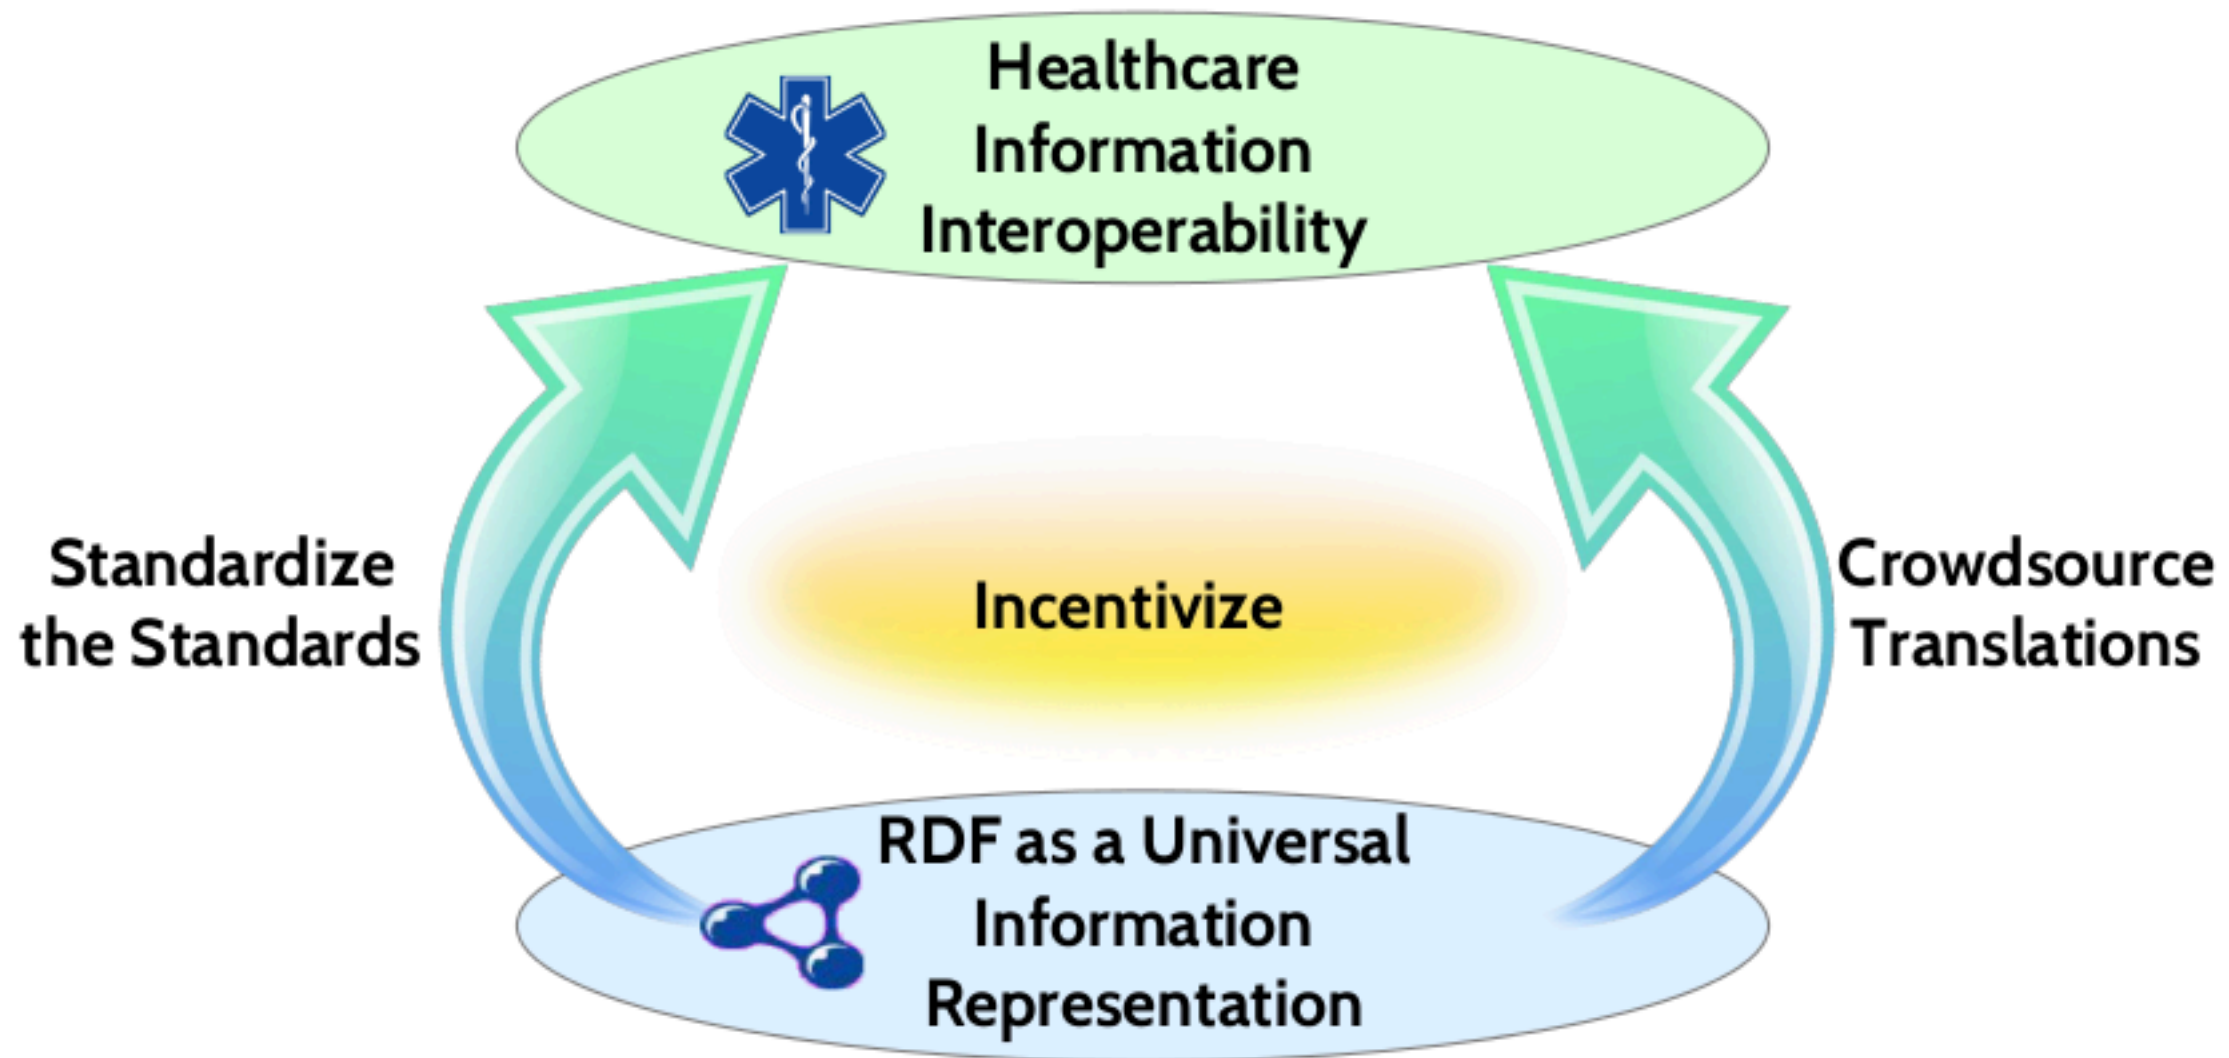 Healthcare
Information
Interoperability
Standardize
the Standards
Incentivize
Crowdsource
Translations
RDF as a Universal
Information
Representation